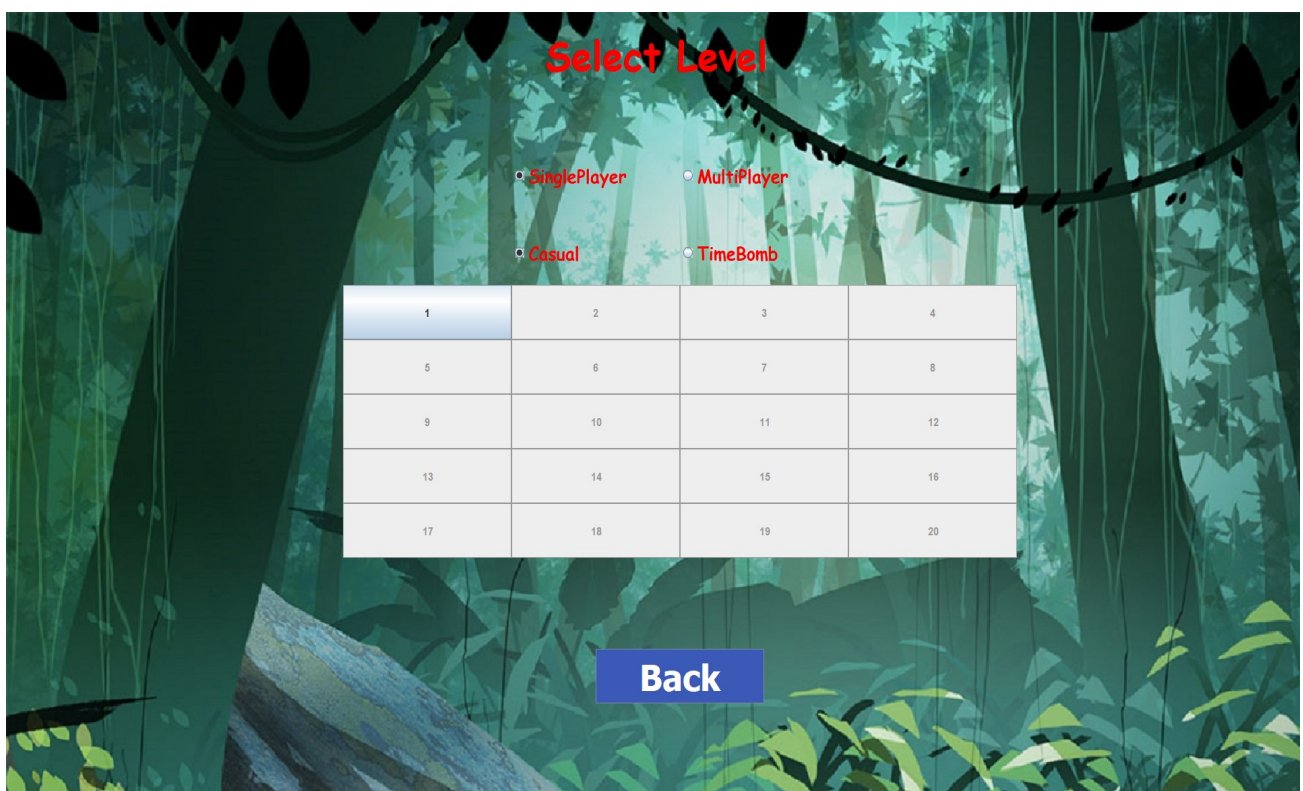 Select Level
SinglePlayer MultiPlayer
Casual TimeBomb
1 2 3 4
5 6 7 8
9 10 11 12
13 14 15 16
17 18 19 20
Back